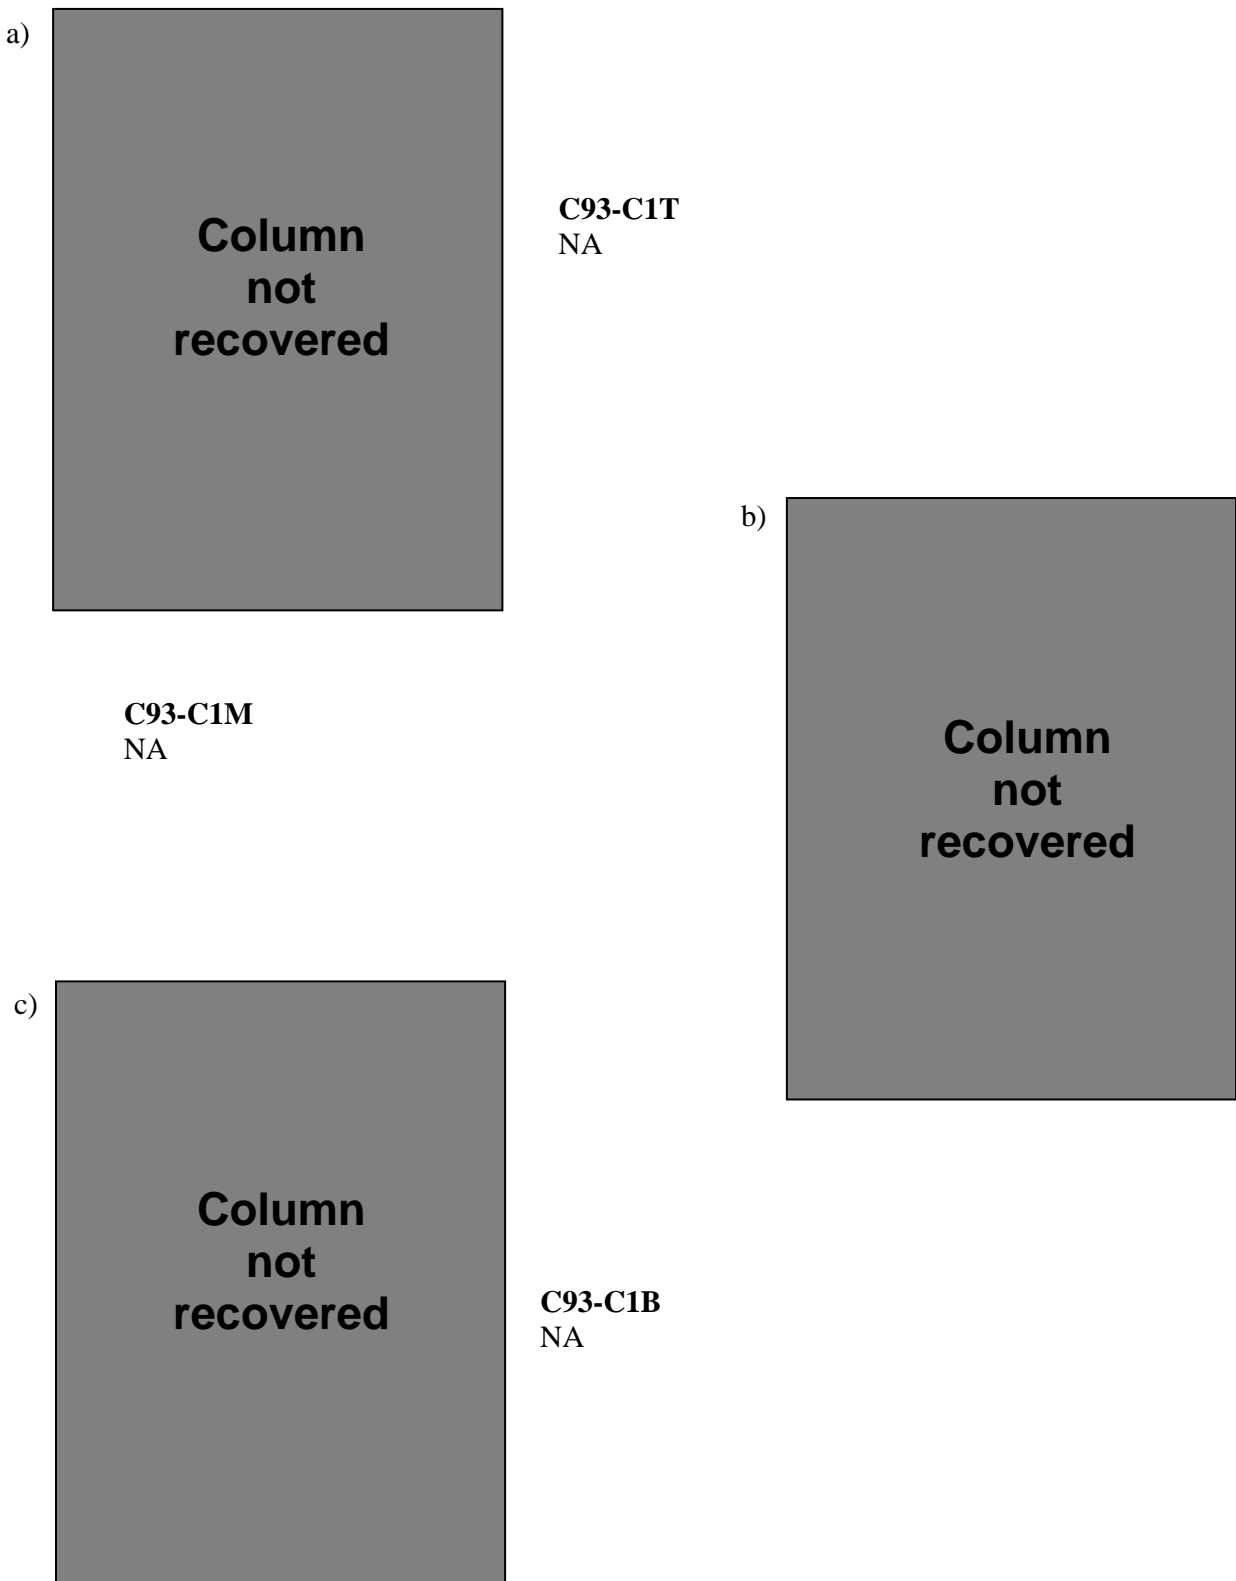 a)
Column
not
recovered
C93-C1T
NA
b)
Column
not
recovered
C93-C1M
NA
c)
Column
not
recovered
C93-C1B
NA